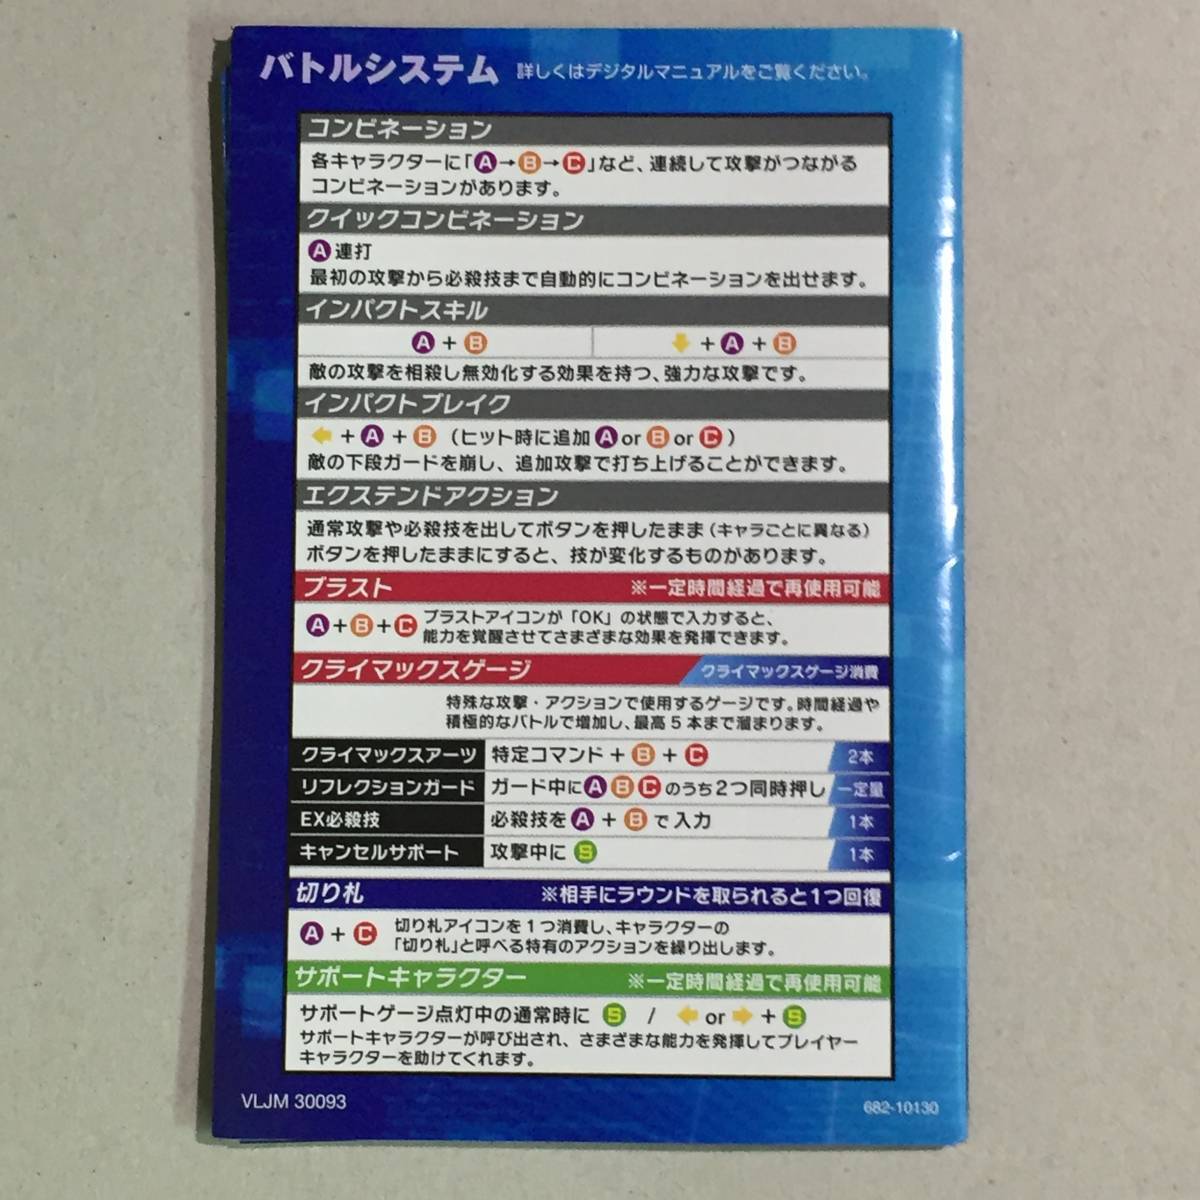 バトルシステム 詳しくはデジタルマニュアルをご覧ください。
コンビネーション
各キャラクターに「A→B→C」など、連続して攻撃がつながる
コンビネーションがあります。
クイックコンビネーション
A連打
最初の攻撃から必殺技まで自動的にコンビネーションを出せます。
インパクトスキル
A + B ↓ + A + B
敵の攻撃を相殺し無効化する効果を持つ、強力な攻撃です。
インパクトブレイク
← + A + B （ヒット時に追加 A or B or C ）
敵の下段ガードを崩し、追加攻撃で打ち上げることができます。
エクステンドアクション
通常攻撃や必殺技を出してボタンを押したまま（キャラごとに異なる）
ボタンを押したままにすると、技が変化するものがあります。
ブラスト ※一定時間経過で再使用可能
A+B+C ブラストアイコンが「OK」の状態で入力すると、
能力を覚醒させてさまざまな効果を発揮できます。
クライマックスゲージ クライマックスゲージ消費
特殊な攻撃・アクションで使用するゲージです。時間経過や
積極的なバトルで増加し、最高5本まで溜まります。
クライマックスアーツ 特定コマンド + B + C 2本
リフレクションガード ガード中にA B Cのうち2つ同時押し 一定量
EX必殺技 必殺技を A + B で入力 1本
キャンセルサポート 攻撃中に S 1本
切り札 ※相手にラウンドを取られると1つ回復
A + C 切り札アイコンを1つ消費し、キャラクターの
「切り札」と呼べる特有のアクションを繰り出します。
サポートキャラクター ※一定時間経過で再使用可能
サポートゲージ点灯中の通常時に S / ← or → + S
サポートキャラクターが呼び出され、さまざまな能力を発揮してプレイヤー
キャラクターを助けてくれます。
VLJM 30093 682-10130